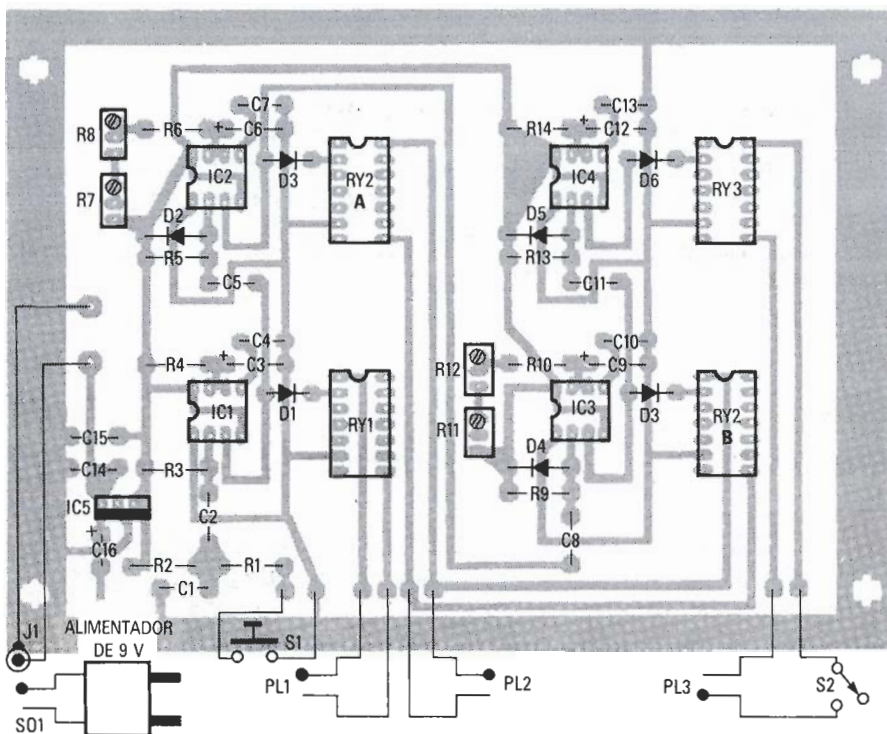 C7
C13
R8
R6
+
C6
R14
+
C12
IC2
D3
RY2
A
IC4
D6
RY3
R7
D2
D5
R5
R13
C5
C11
C4
C10
R4
+
C3
R12
R10
+
C9
IC1
D1
RY1
IC3
D3
RY2
B
R11
C15
D4
C14
R3
R9
IC5
C2
+
C16
C8
R2
R1
C1
J1
ALIMENTADOR
DE 9 V
S1
PL1
PL2
PL3
S2
SO1